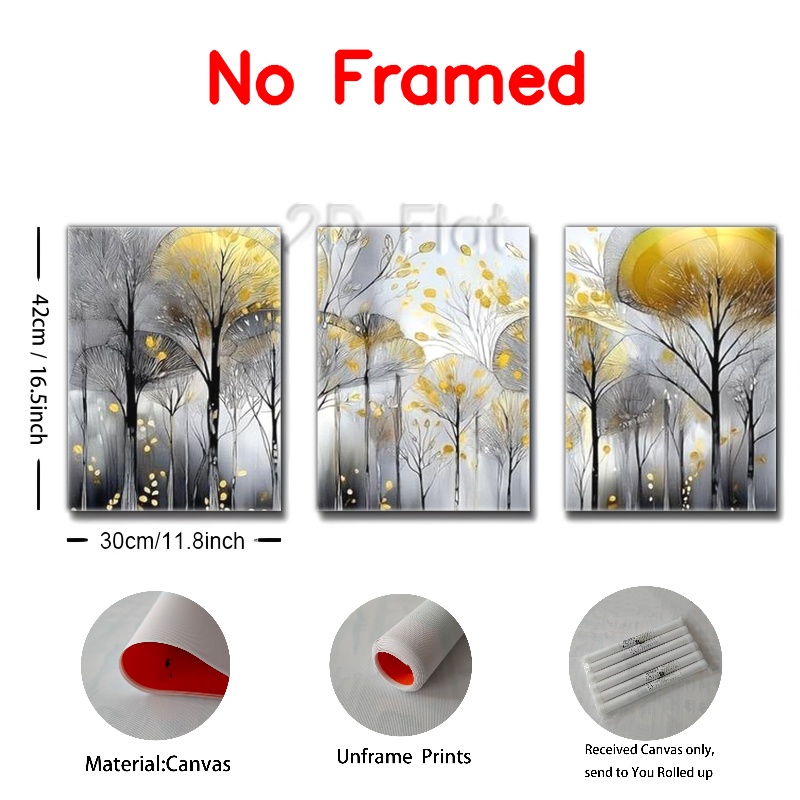 No Framed
2D Flat
42cm / 16.5inch
30cm/11.8inch
Material:Canvas
Unframe Prints
Received Canvas only,
send to You Rolled up